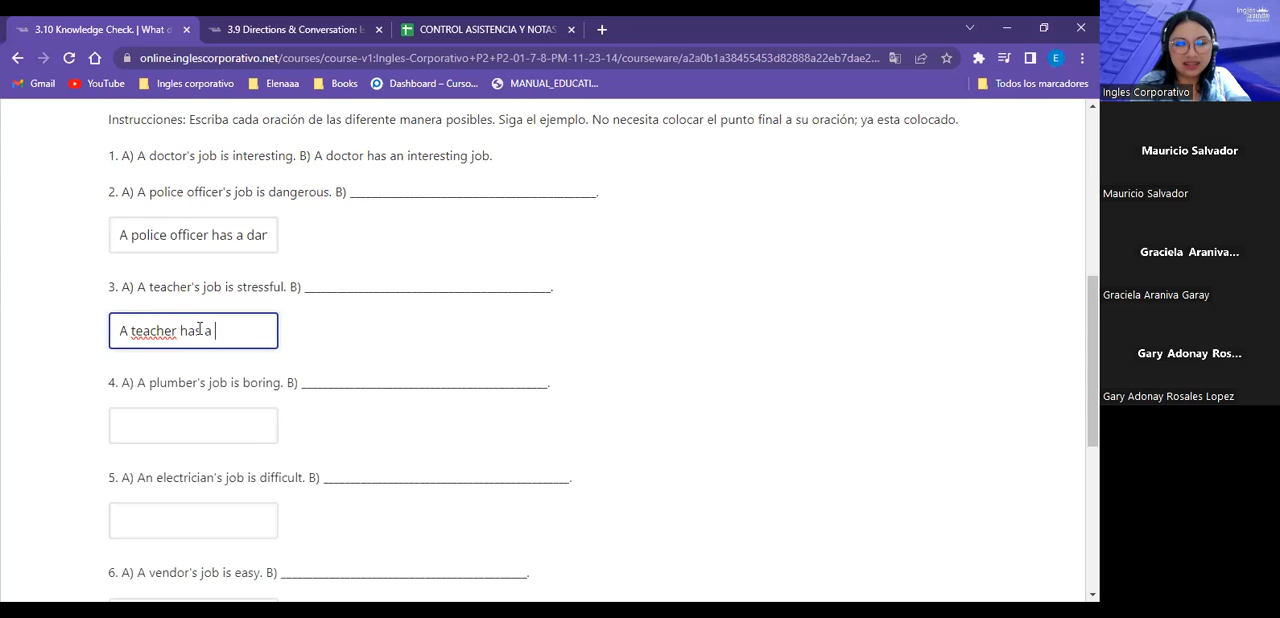 3.10 Knowledge Check: | What d
3.9 Directions & Conversation: E
CONTROL ASISTENCIA Y NOTAS
online.inglescorporativo.net/courses/course-v1:Ingles-Corporativo+P2+P2-01-7-8-PM-11-23-14/courseware/a2a0b1a38455453d82888a22eb7dae2...
E
Gmail
YouTube
Ingles corporativo
Elenaaa
Books
Dashboard – Curso...
MANUAL_EDUCATI...
Todos los marcadores
Instrucciones: Escriba cada oración de las diferente manera posibles. Siga el ejemplo. No necesita colocar el punto final a su oración; ya esta colocado.
1. A) A doctor's job is interesting. B) A doctor has an interesting job.
2. A) A police officer's job is dangerous. B) ____________________.
A police officer has a dar
3. A) A teacher's job is stressful. B) ____________________.
A teacher has a
4. A) A plumber's job is boring. B) ____________________.
5. A) An electrician's job is difficult. B) ____________________.
6. A) A vendor's job is easy. B) ____________________.
Ingles Corporativo
Mauricio Salvador
Mauricio Salvador
Graciela Araniva...
Graciela Araniva Garay
Gary Adonay Ros...
Gary Adonay Rosales Lopez